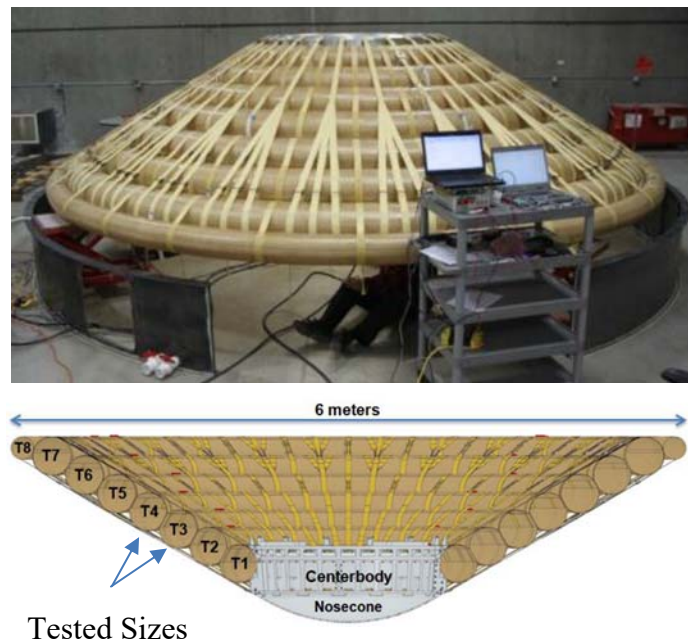 6 meters
T8
T7
T6
T5
T4
T3
T2
T1
Centerbody
Nosecone
Tested Sizes